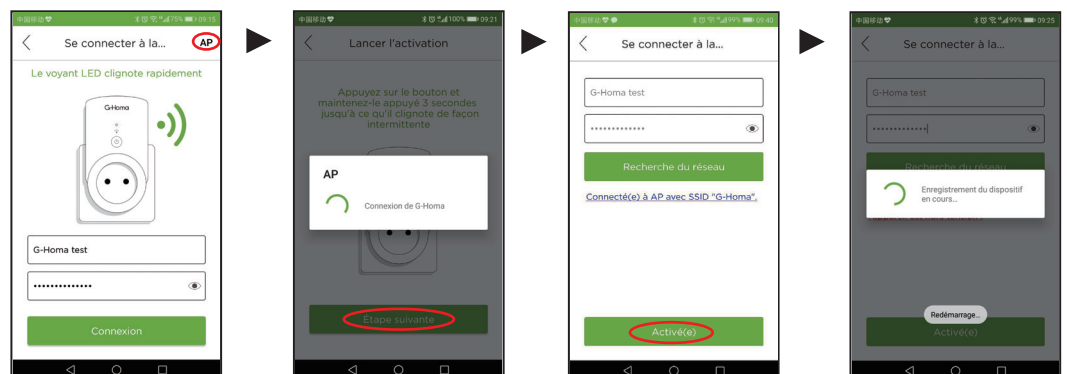 中国移动 75% 09:15
Se connecter à la... AP
Le voyant LED clignote rapidement
G-Homa
G-Homa test
Connexion
中国移动 100% 09:21
Lancer l'activation
Appuyez sur le bouton et
maintenez-le appuyé 3 secondes
jusqu'à ce qu'il clignote de façon
intermittente
AP
Connexion de G-Homa
Étape suivante
中国移动 99% 09:40
Se connecter à la...
G-Homa test
Recherche du réseau
Connecté(e) à AP avec SSID "G-Homa".
Activé(e)
中国移动 99% 09:25
Se connecter à la...
G-Homa test
Recherche du réseau
Enregistrement du dispositif
en cours...
Redémarrage...
Activé(e)